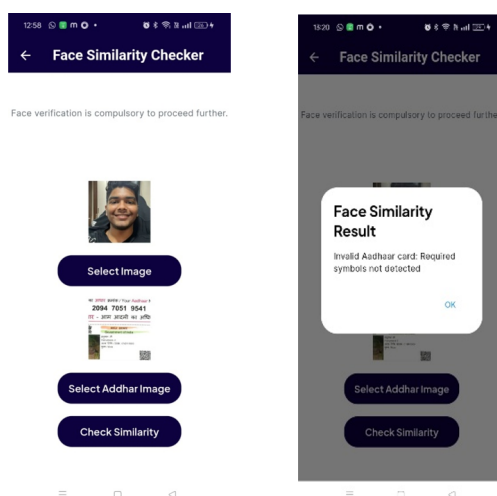 12:58
Face Similarity Checker
Face verification is compulsory to proceed further.
Select Image
2094 7051 9541
Select Addhar Image
Check Similarity
18:20
Face Similarity Checker
Face verification is compulsory to proceed furthe
Face Similarity
Result
Invalid Aadhaar card: Required
symbols not detected
OK
Select Addhar Image
Check Similarity